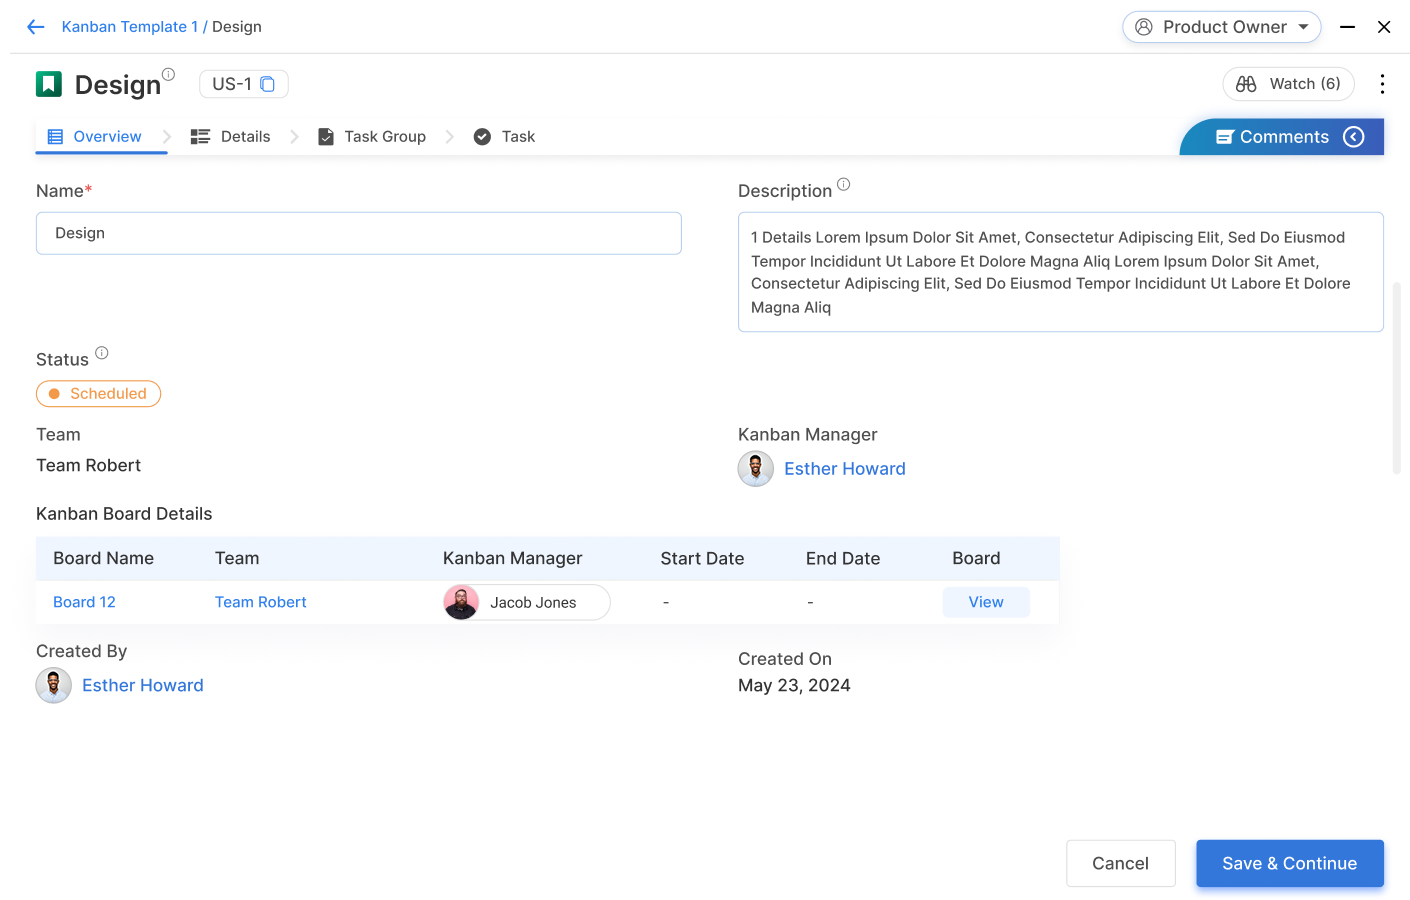 Kanban Template 1 / Design
Product Owner
Design
US-1
Watch (6)
Overview
Details
Task Group
Task
Comments
Name*
Design
Description
1 Details Lorem Ipsum Dolor Sit Amet, Consectetur Adipiscing Elit, Sed Do Eiusmod
Tempor Incididunt Ut Labore Et Dolore Magna Aliq Lorem Ipsum Dolor Sit Amet,
Consectetur Adipiscing Elit, Sed Do Eiusmod Tempor Incididunt Ut Labore Et Dolore
Magna Aliq
Status
Scheduled
Team
Team Robert
Kanban Manager
Esther Howard
Kanban Board Details
Board Name Team Kanban Manager Start Date End Date Board
Board 12 Team Robert Jacob Jones - - View
Created By
Esther Howard
Created On
May 23, 2024
Cancel
Save & Continue